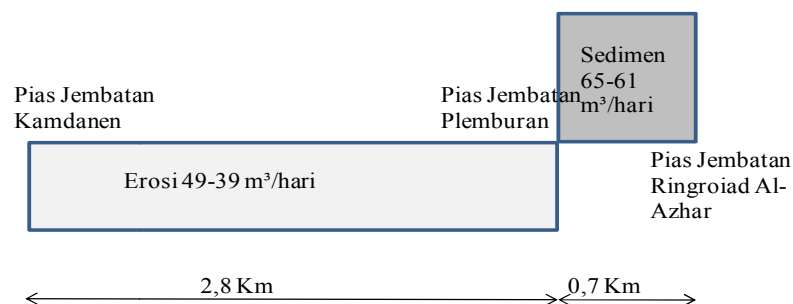 Sedimen
65-61
m³/hari
Pias Jembatan
Kamdanen
Pias Jembatan
Plemburan
Pias Jembatan
Ringroiad Al-
Azhar
Erosi 49-39 m³/hari
2,8 Km
0,7 Km